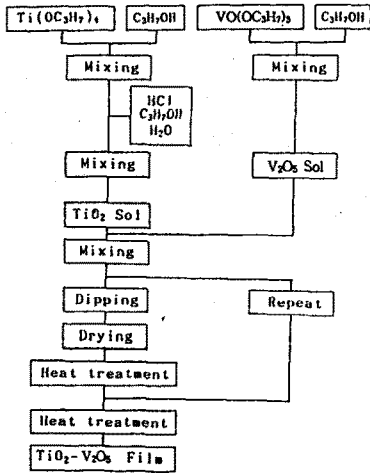 Ti(OC₃H₇)₄ C₃H₇OH VO(OC₃H₇)₃ C₃H₇OH
Mixing Mixing
HCl
C₃H₇OH
H₂O
Mixing V₂O₅ Sol
TiO₂ Sol
Mixing
Dipping Repeat
Drying
Heat treatment
Heat treatment
TiO₂-V₂O₅ Film